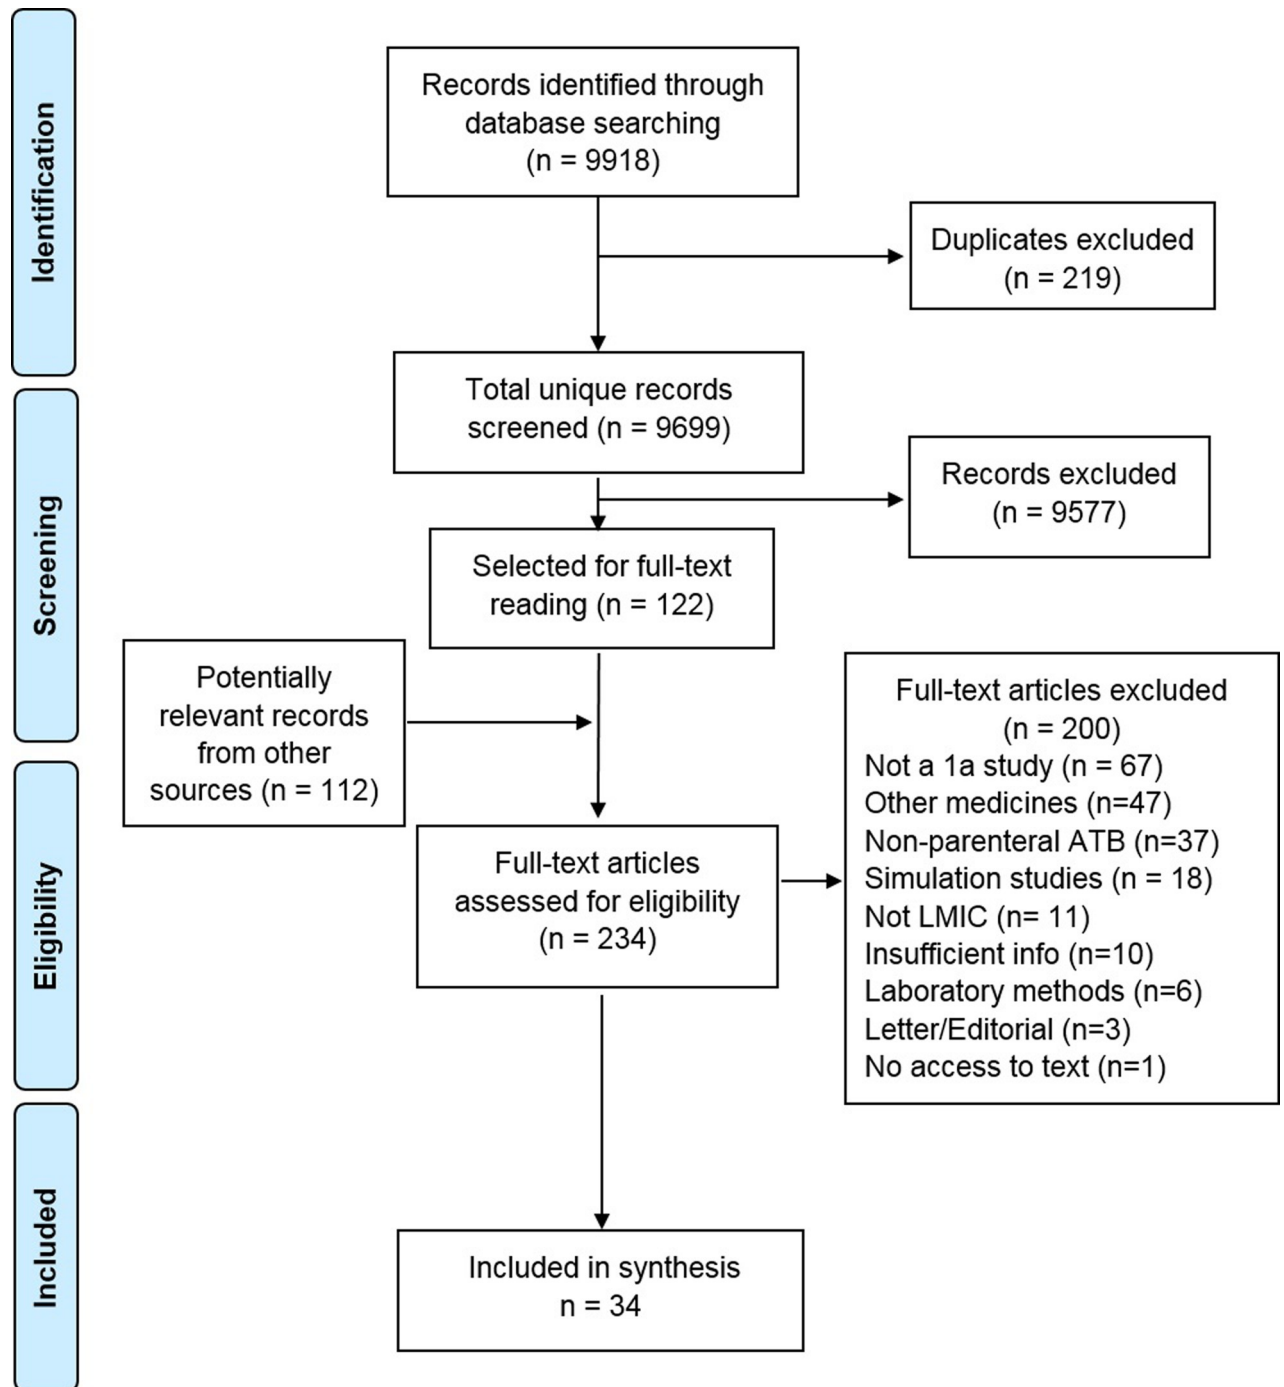 Identification
Records identified through
database searching
(n = 9918)
Duplicates excluded
(n = 219)
Screening
Total unique records
screened (n = 9699)
Records excluded
(n = 9577)
Selected for full-text
reading (n = 122)
Potentially
relevant records
from other
sources (n = 112)
Eligibility
Full-text articles
assessed for eligibility
(n = 234)
Full-text articles excluded
(n = 200)
Not a 1a study (n = 67)
Other medicines (n=47)
Non-parenteral ATB (n=37)
Simulation studies (n = 18)
Not LMIC (n= 11)
Insufficient info (n=10)
Laboratory methods (n=6)
Letter/Editorial (n=3)
No access to text (n=1)
Included
Included in synthesis
n = 34